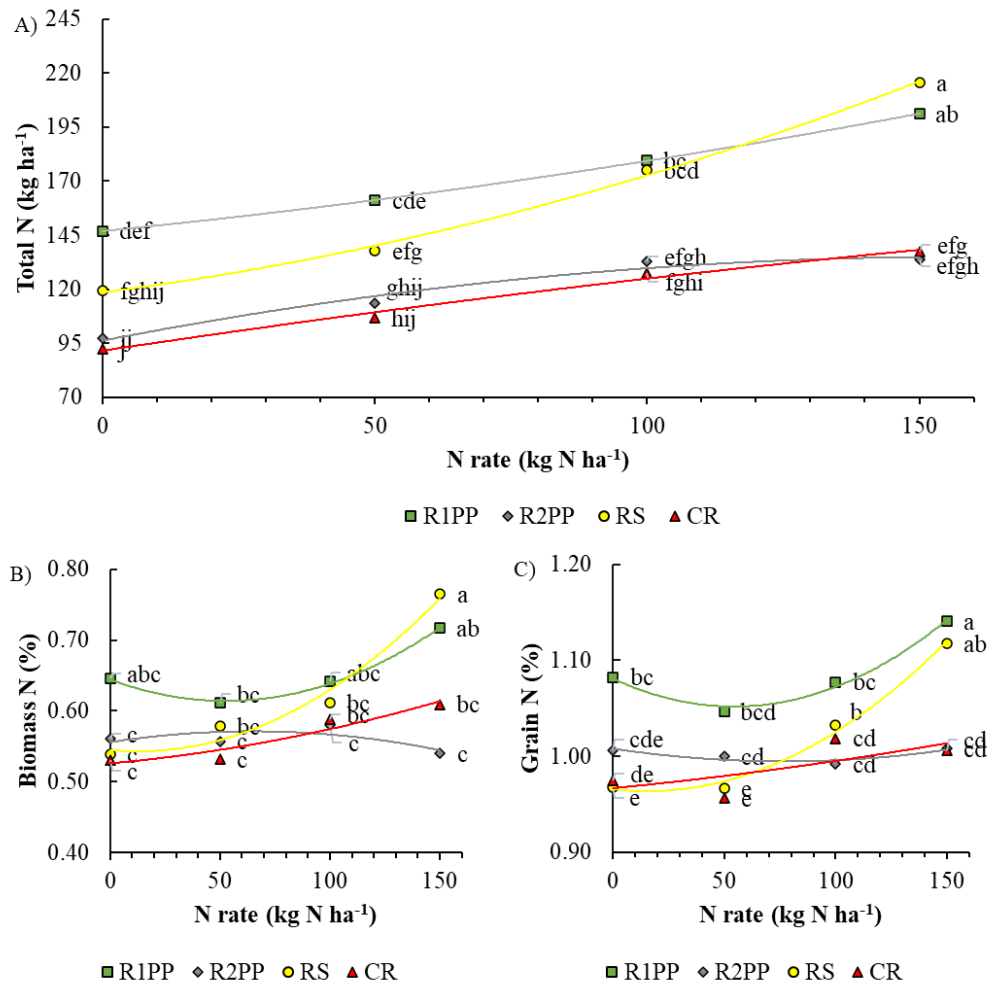 A)
Total N (kg ha⁻¹)
245
220
195
170
145
120
95
70
def
fghij
ij
j
cde
efg
ghij
hij
bc
bcd
efgh
fghi
a
ab
efg
efgh
0 50 100 150
N rate (kg N ha⁻¹)
R1PP R2PP RS CR
B)
Biomass N (%)
0.80
0.70
0.60
0.50
0.40
abc
c
c
c
bc
bc
c
c
abc
bc
bc
c
a
ab
bc
c
0 50 100 150
N rate (kg N ha⁻¹)
R1PP R2PP RS CR
C)
Grain N (%)
1.20
1.10
1.00
0.90
bc
cde
de
e
bcd
cd
e
e
bc
b
cd
cd
a
ab
cd
cd
0 50 100 150
N rate (kg N ha⁻¹)
R1PP R2PP RS CR